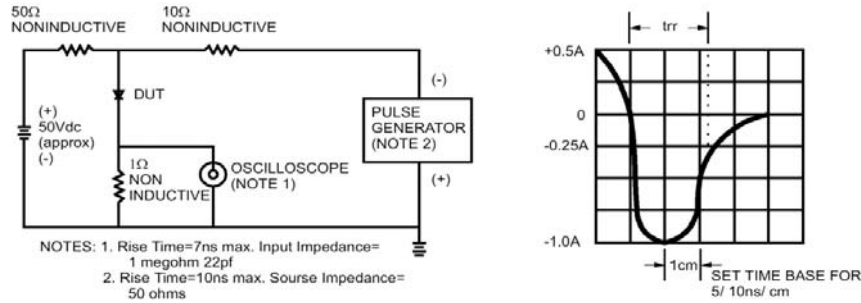 50Ω
NONINDUCTIVE
10Ω
NONINDUCTIVE
DUT
(+)
50Vdc
(approx)
(-)
1Ω
NON
INDUCTIVE
OSCILLOSCOPE
(NOTE 1)
(-)
PULSE
GENERATOR
(NOTE 2)
(+)
NOTES: 1. Rise Time=7ns max. Input Impedance=
1 megohm 22pf
2. Rise Time=10ns max. Sourse Impedance=
50 ohms
trr
+0.5A
0
-0.25A
-1.0A
1cm
SET TIME BASE FOR
5/ 10ns/ cm